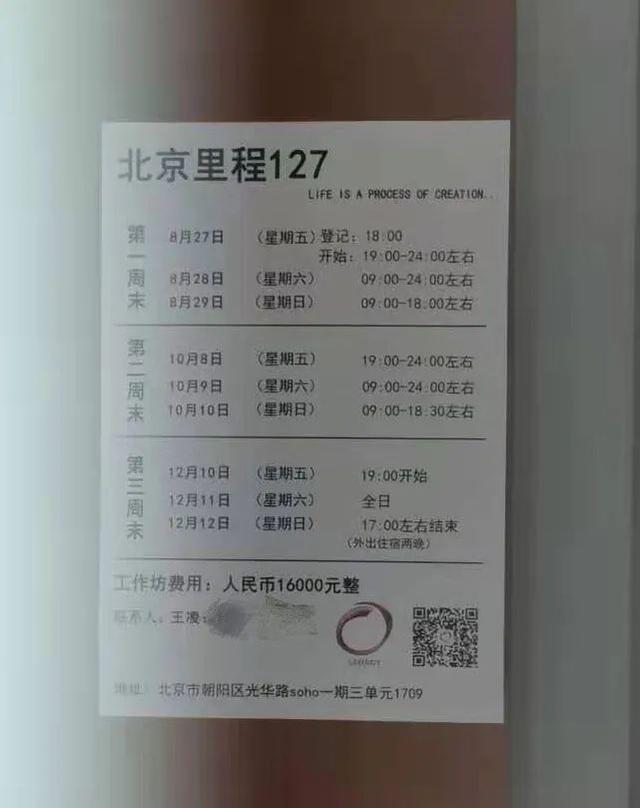 北京里程127
LIFE IS A PROCESS OF CREATION..
第一周末
8月27日 （星期五）登记：18:00
开始：19:00-24:00左右
8月28日 （星期六） 09:00-24:00左右
8月29日 （星期日） 09:00-18:00左右
第二周末
10月8日 （星期五） 19:00-24:00左右
10月9日 （星期六） 09:00-24:00左右
10月10日 （星期日） 09:00-18:30左右
第三周末
12月10日 （星期五） 19:00开始
12月11日 （星期六） 全日
12月12日 （星期日） 17:00左右结束
（外出住宿两晚）
工作坊费用：人民币16000元整
联系人：王凌：
地址：北京市朝阳区光华路soho一期三单元1709